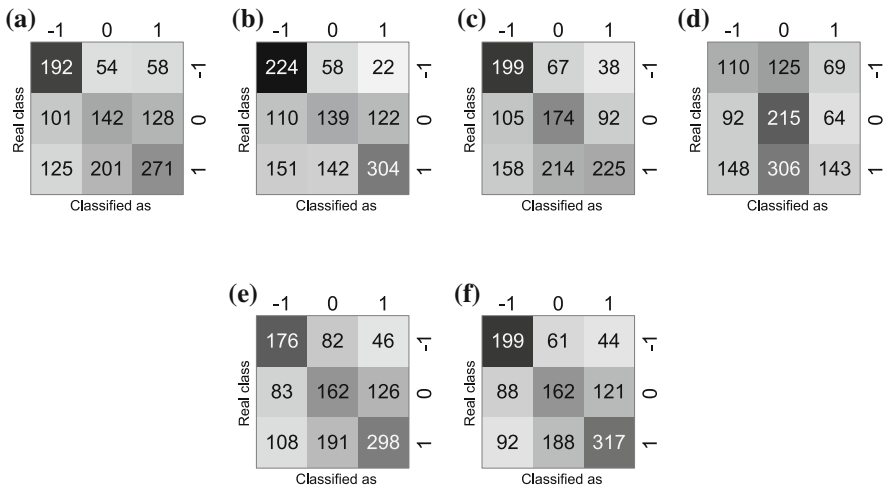 (a)
-1 0 1
Real class
192 54 58 -1
101 142 128 0
125 201 271 1
Classified as
(b)
-1 0 1
Real class
224 58 22 -1
110 139 122 0
151 142 304 1
Classified as
(c)
-1 0 1
Real class
199 67 38 -1
105 174 92 0
158 214 225 1
Classified as
(d)
-1 0 1
Real class
110 125 69 -1
92 215 64 0
148 306 143 1
Classified as
(e)
-1 0 1
Real class
176 82 46 -1
83 162 126 0
108 191 298 1
Classified as
(f)
-1 0 1
Real class
199 61 44 -1
88 162 121 0
92 188 317 1
Classified as